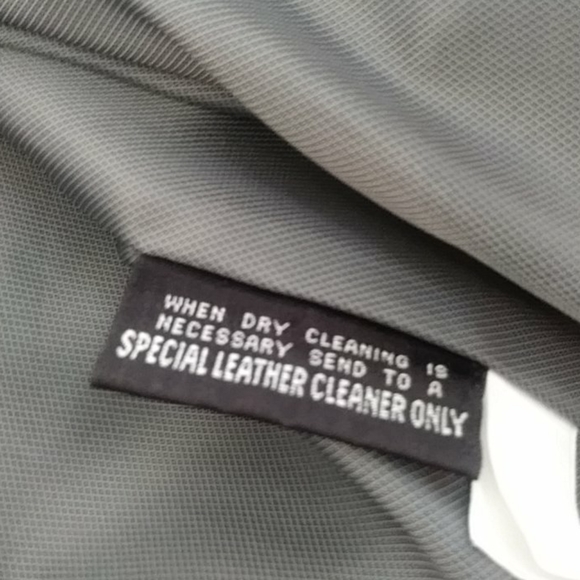 WHEN DRY CLEANING IS
NECESSARY SEND TO A
SPECIAL LEATHER CLEANER ONLY